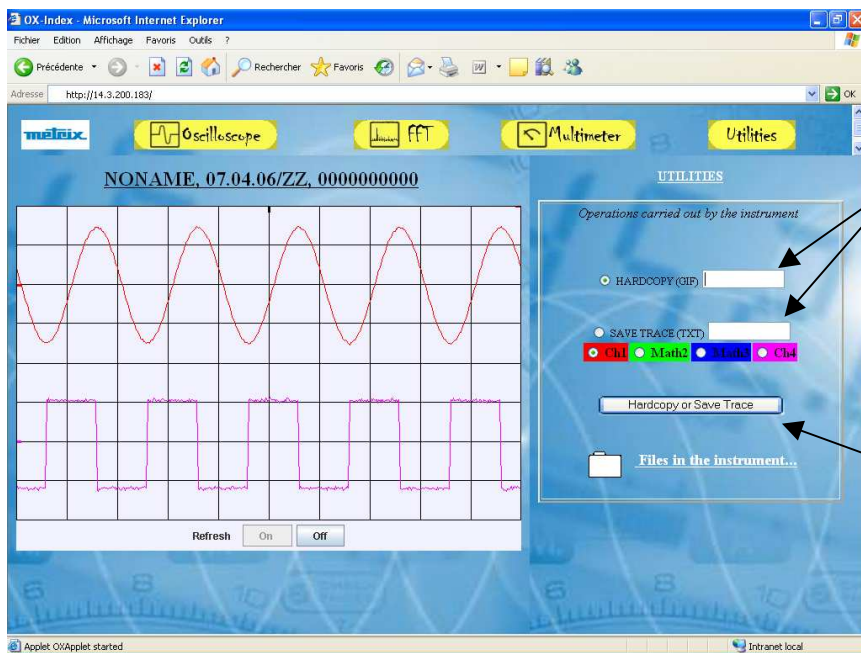 OX-Index - Microsoft Internet Explorer
Fichier Edition Affichage Favoris Outils ?
Précédente Rechercher Favoris
Adresse http://14.3.200.183/ OK
metrix Oscilloscope FFT Multimeter Utilities
NONAME, 07.04.06/ZZ, 0000000000
UTILITIES
Operations carried out by the instrument
HARDCOPY (GIF)
SAVE TRACE (TXT)
Ch1 Math2 Math3 Ch4
Hardcopy or Save Trace
Files in the instrument...
Refresh On Off
Applet OXApplet started Intranet local